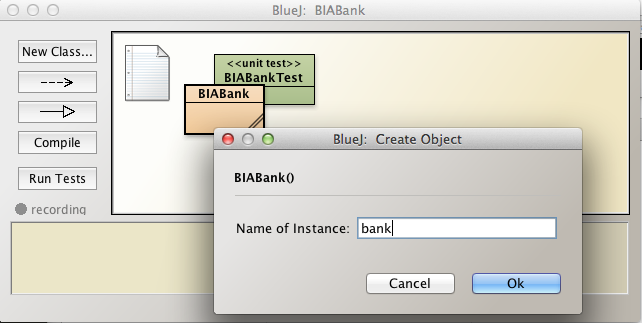 BlueJ: BIABank
New Class...
Compile
Run Tests
recording
<<unit test>>
BIABankTest
BIABank
BlueJ: Create Object
BIABank()
Name of Instance: bank
Cancel Ok